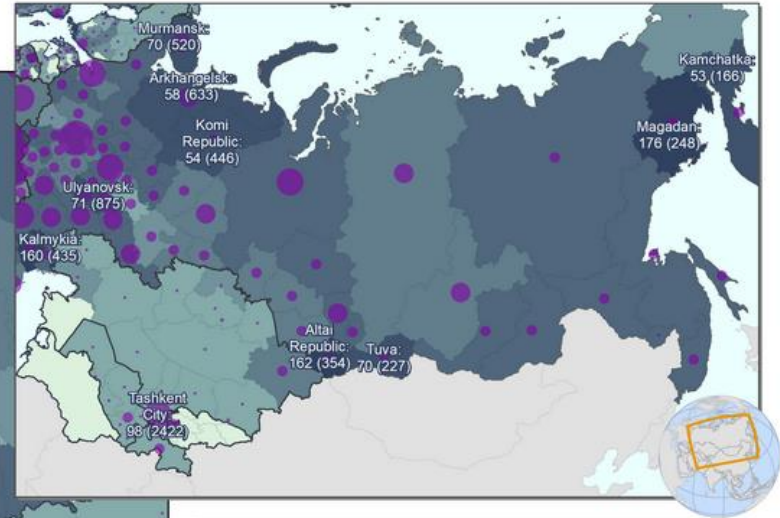 Murmansk:
70 (520)
Kamchatka:
53 (166)
Arkhangelsk:
58 (633)
Komi
Republic:
54 (446)
Magadan:
176 (248)
Ulyanovsk:
71 (875)
Kalmykia:
160 (435)
Altai
Republic:
162 (354)
Tuva:
70 (227)
Tashkent
City:
98 (2422)